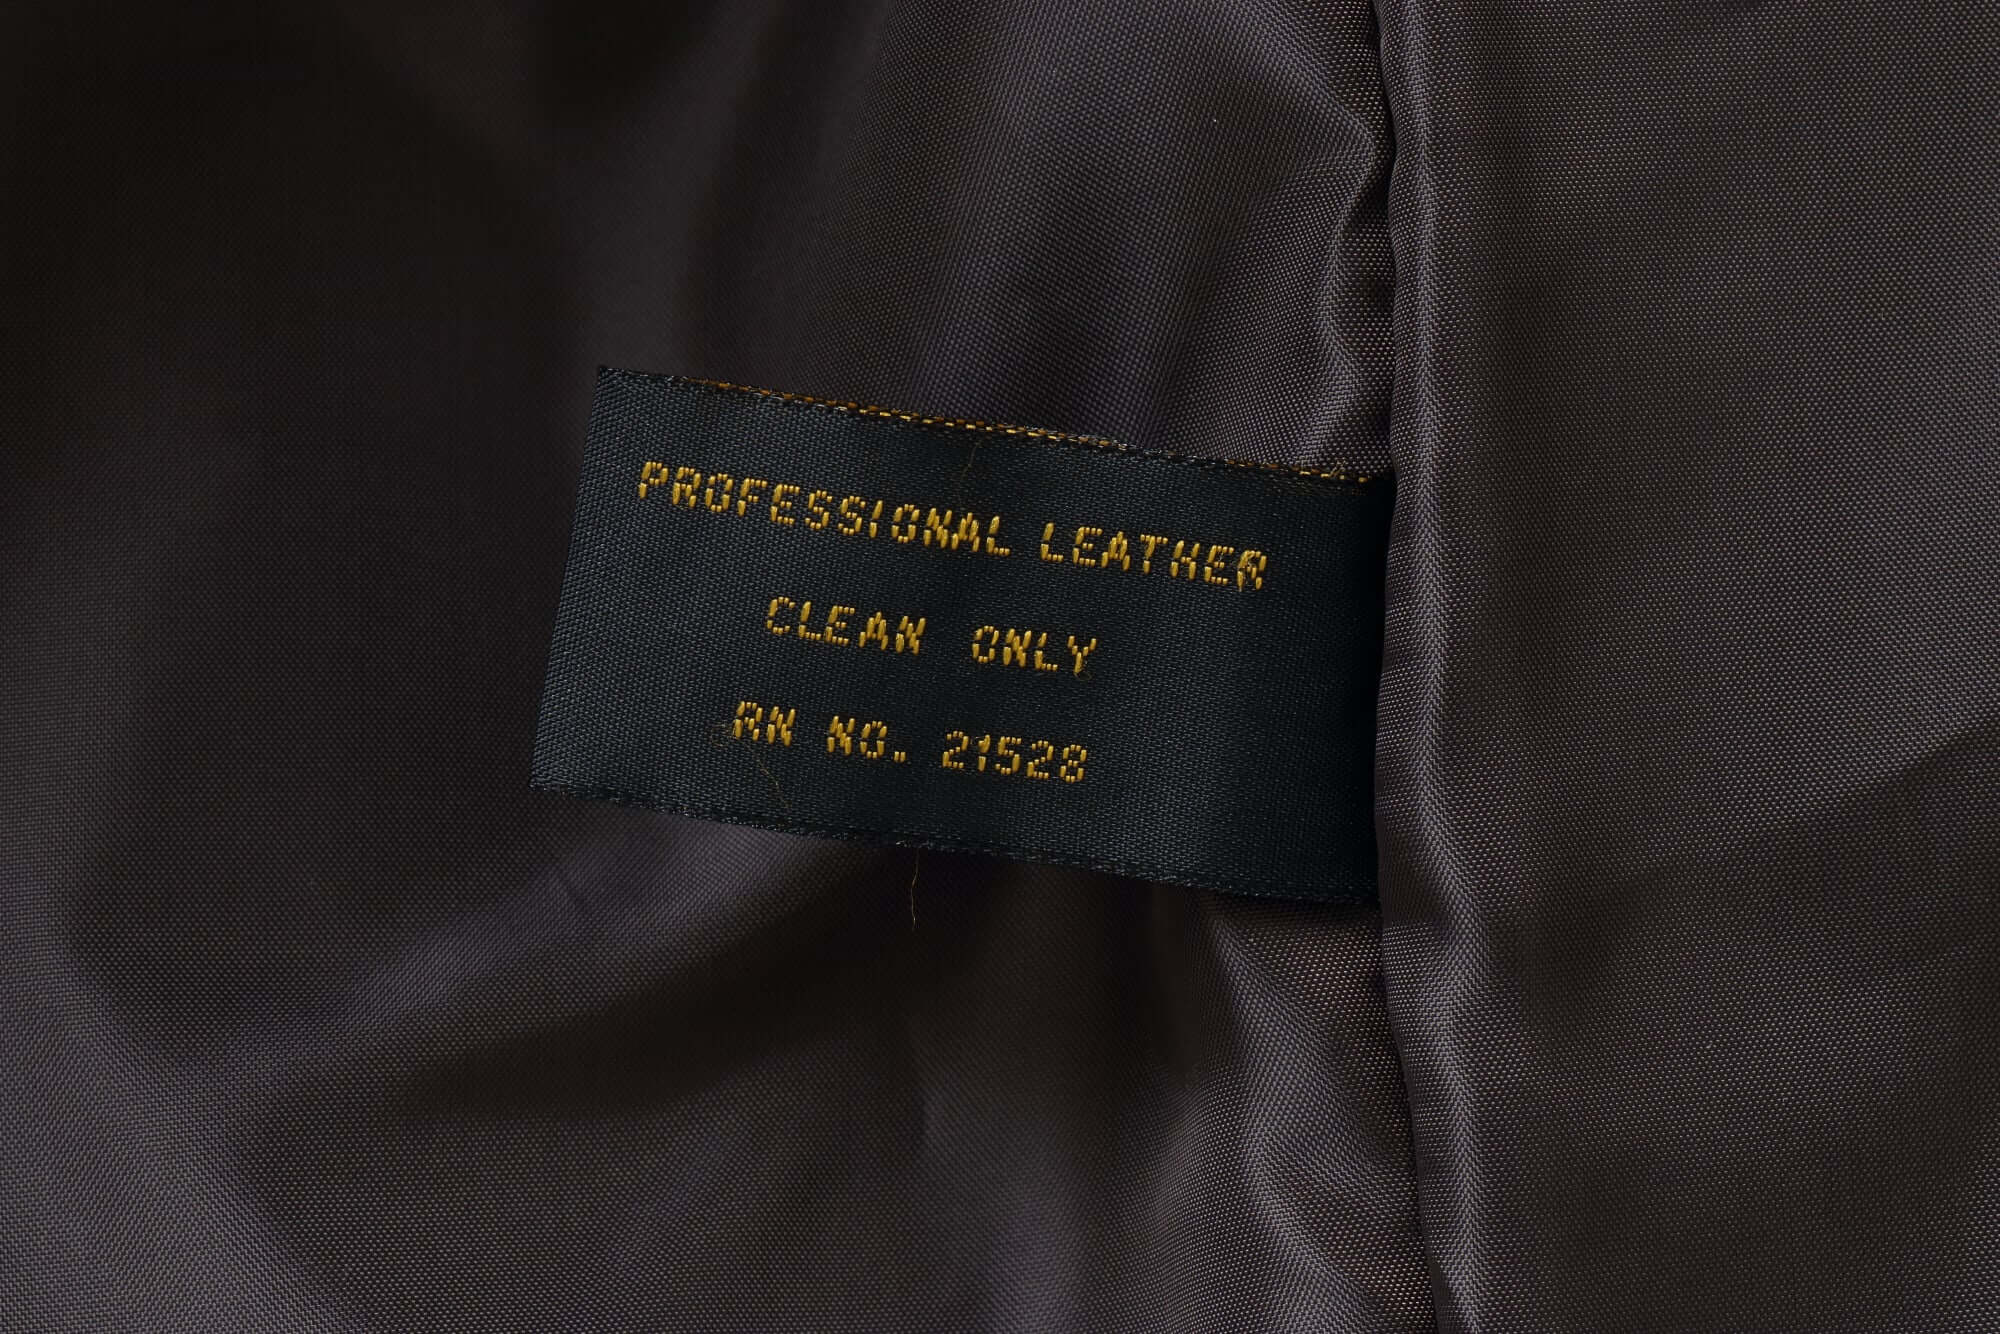 PROFESSIONAL LEATHER
CLEAN ONLY
RN NO. 21528